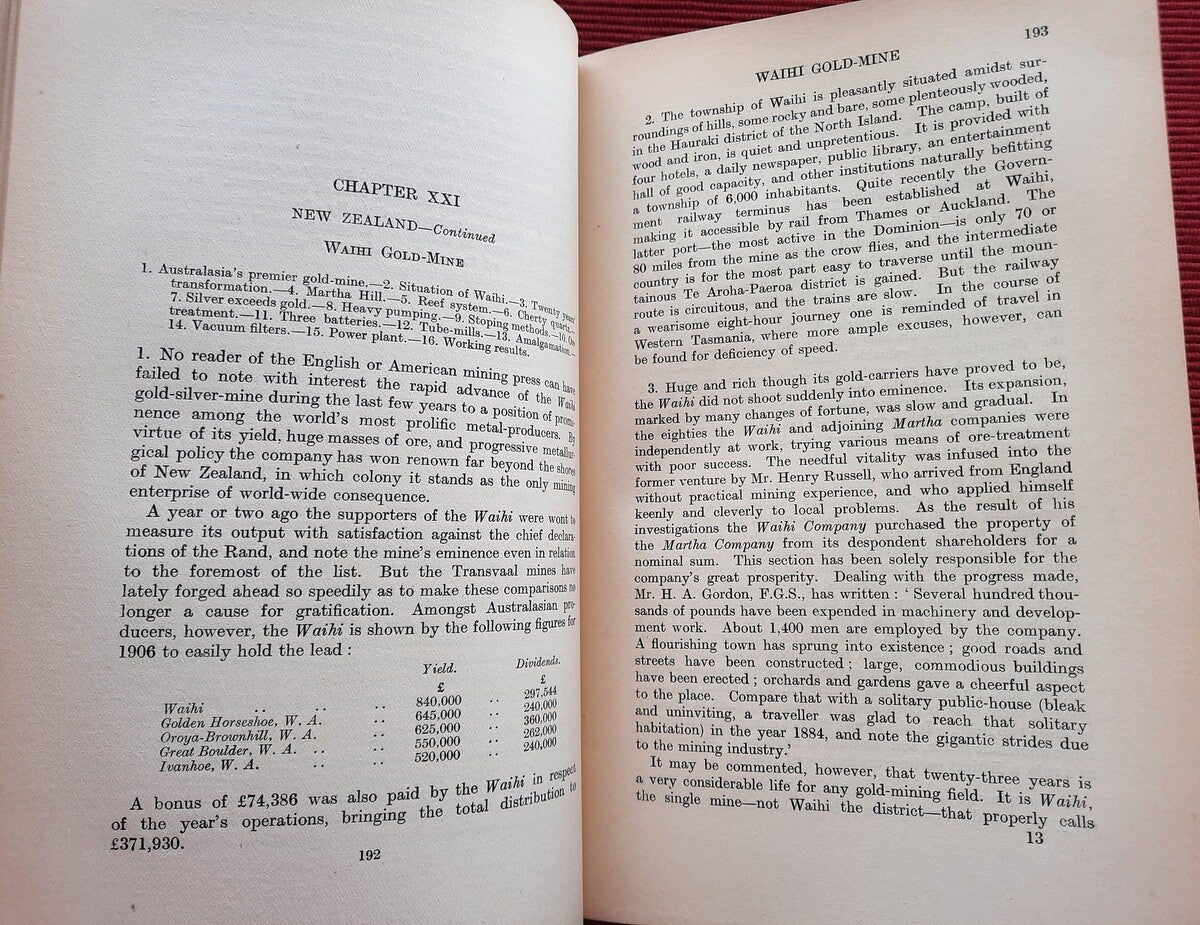 CHAPTER XXI
NEW ZEALAND—Continued
WAIHI GOLD-MINE
1. Australasia's premier gold-mine.—2. Situation of Waihi.—3. Twenty years'
transformation.—4. Martha Hill.—5. Reef system.—6. Cherty quartz.—
7. Silver exceeds gold.—8. Heavy pumping.—9. Stoping methods.—10. Ore
treatment.—11. Three batteries.—12. Tube-mills.—13. Amalgamation.—
14. Vacuum filters.—15. Power plant.—16. Working results.
1. No reader of the English or American mining press can have
failed to note with interest the rapid advance of the Waihi
gold-silver-mine during the last few years to a position of promi-
nence among the world's most prolific metal-producers. By
virtue of its yield, huge masses of ore, and progressive metallur-
gical policy the company has won renown far beyond the shores
of New Zealand, in which colony it stands as the only mining
enterprise of world-wide consequence.
A year or two ago the supporters of the Waihi were wont to
measure its output with satisfaction against the chief declara-
tions of the Rand, and note the mine's eminence even in relation
to the foremost of the list. But the Transvaal mines have
lately forged ahead so speedily as to make these comparisons no
longer a cause for gratification. Amongst Australasian pro-
ducers, however, the Waihi is shown by the following figures for
1906 to easily hold the lead :
Yield. Dividends.
£ £
Waihi .. .. .. 840,000 .. 297,544
Golden Horseshoe, W. A. .. 645,000 .. 240,000
Oroya-Brownhill, W. A. .. 625,000 .. 360,000
Great Boulder, W. A. .. .. 550,000 .. 262,000
Ivanhoe, W. A. .. .. 520,000 .. 240,000
A bonus of £74,386 was also paid by the Waihi in respect
of the year's operations, bringing the total distribution to
£371,930.
192
193
WAIHI GOLD-MINE
2. The township of Waihi is pleasantly situated amidst sur-
roundings of hills, some rocky and bare, some plenteously wooded,
in the Hauraki district of the North Island. The camp, built of
wood and iron, is quiet and unpretentious. It is provided with
four hotels, a daily newspaper, public library, an entertainment
hall of good capacity, and other institutions naturally befitting
a township of 6,000 inhabitants. Quite recently the Govern-
ment railway terminus has been established at Waihi,
making it accessible by rail from Thames or Auckland. The
latter port—the most active in the Dominion—is only 70 or
80 miles from the mine as the crow flies, and the intermediate
country is for the most part easy to traverse until the moun-
tainous Te Aroha-Paeroa district is gained. But the railway
route is circuitous, and the trains are slow. In the course of
a wearisome eight-hour journey one is reminded of travel in
Western Tasmania, where more ample excuses, however, can
be found for deficiency of speed.
3. Huge and rich though its gold-carriers have proved to be,
the Waihi did not shoot suddenly into eminence. Its expansion,
marked by many changes of fortune, was slow and gradual. In
the eighties the Waihi and adjoining Martha companies were
independently at work, trying various means of ore-treatment
with poor success. The needful vitality was infused into the
former venture by Mr. Henry Russell, who arrived from England
without practical mining experience, and who applied himself
keenly and cleverly to local problems. As the result of his
investigations the Waihi Company purchased the property of
the Martha Company from its despondent shareholders for a
nominal sum. This section has been solely responsible for the
company's great prosperity. Dealing with the progress made,
Mr. H. A. Gordon, F.G.S., has written : ‘ Several hundred thou-
sands of pounds have been expended in machinery and develop-
ment work. About 1,400 men are employed by the company.
A flourishing town has sprung into existence ; good roads and
streets have been constructed ; large, commodious buildings
have been erected ; orchards and gardens gave a cheerful aspect
to the place. Compare that with a solitary public-house (bleak
and uninviting, a traveller was glad to reach that solitary
habitation) in the year 1884, and note the gigantic strides due
to the mining industry.’
It may be commented, however, that twenty-three years is
a very considerable life for any gold-mining field. It is Waihi,
the single mine—not Waihi the district—that properly calls
13